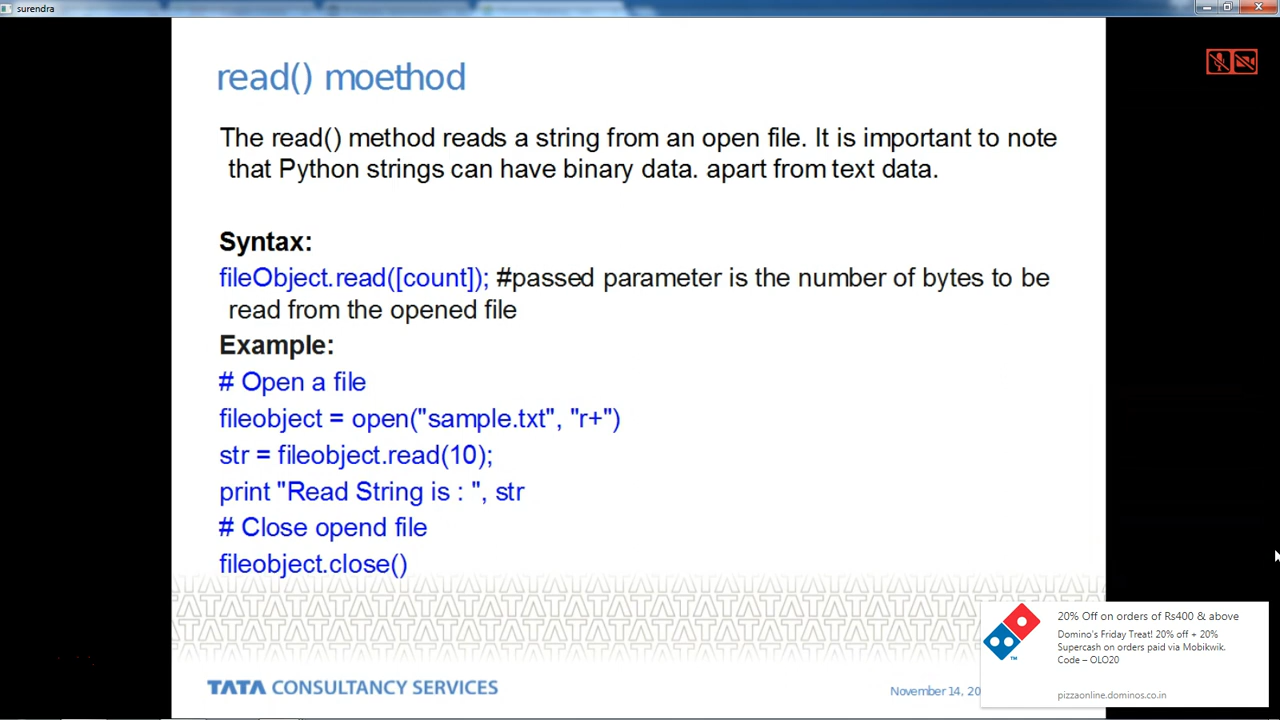 surendra
read() moethod
The read() method reads a string from an open file. It is important to note
that Python strings can have binary data. apart from text data.
Syntax:
fileObject.read([count]); #passed parameter is the number of bytes to be
read from the opened file
Example:
# Open a file
fileobject = open("sample.txt", "r+")
str = fileobject.read(10);
print "Read String is : ", str
# Close opend file
fileobject.close()
TATA CONSULTANCY SERVICES
November 14, 20
20% Off on orders of Rs400 & above
Domino's Friday Treat! 20% off + 20%
Supercash on orders paid via Mobikwik.
Code – OLO20
pizzaonline.dominos.co.in